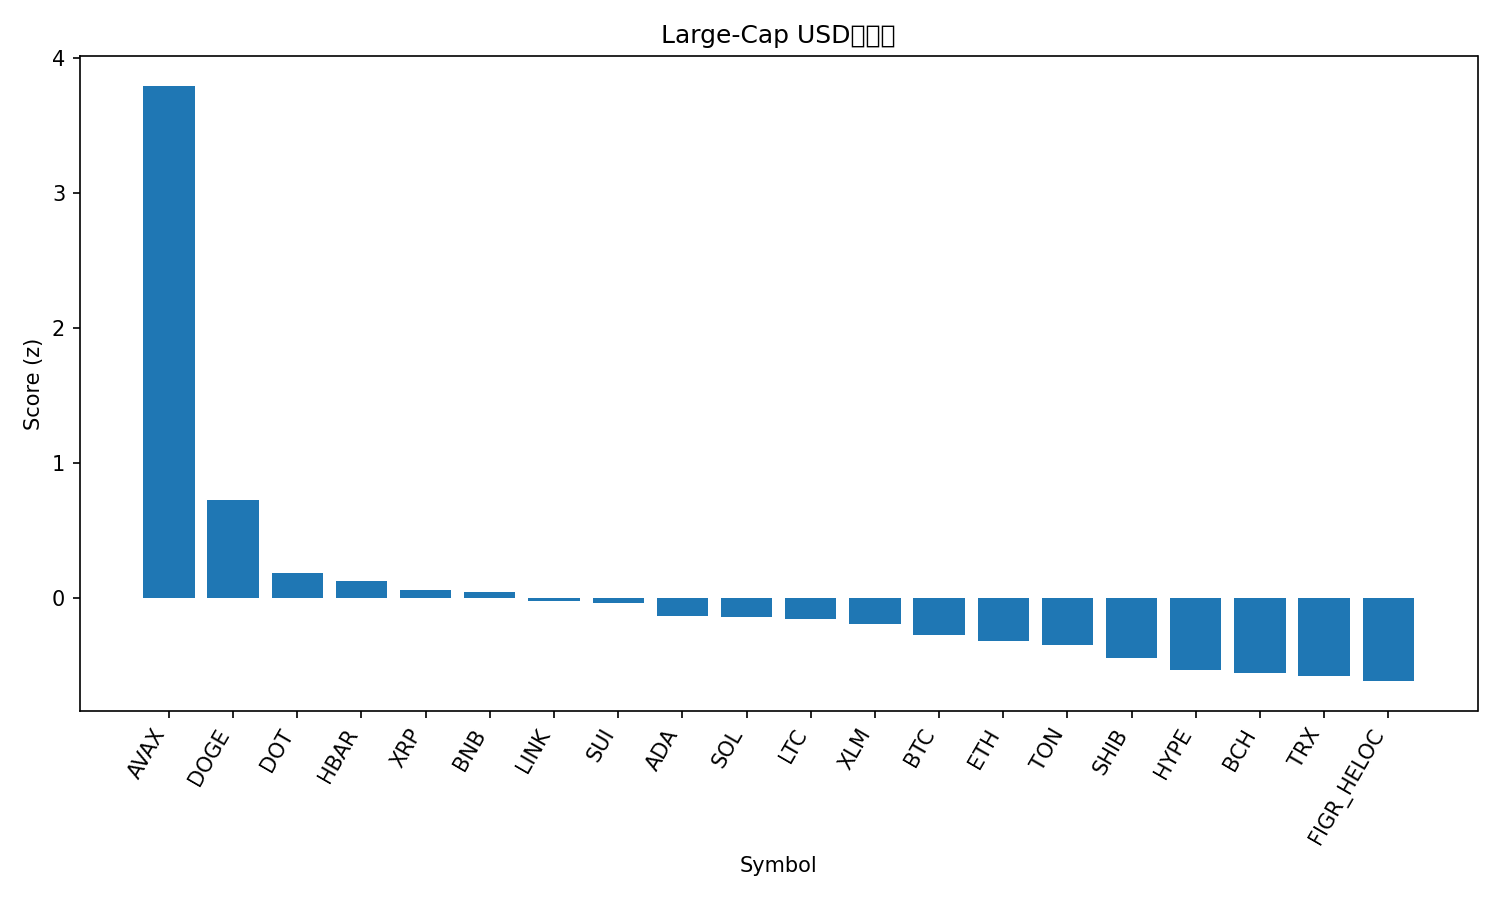 Large-Cap USD
4
3
2
1
0
Score (z)
AVAX
DOGE
DOT
HBAR
XRP
BNB
LINK
SUI
ADA
SOL
LTC
XLM
BTC
ETH
TON
SHIB
HYPE
BCH
TRX
FIGR_HELOC
Symbol